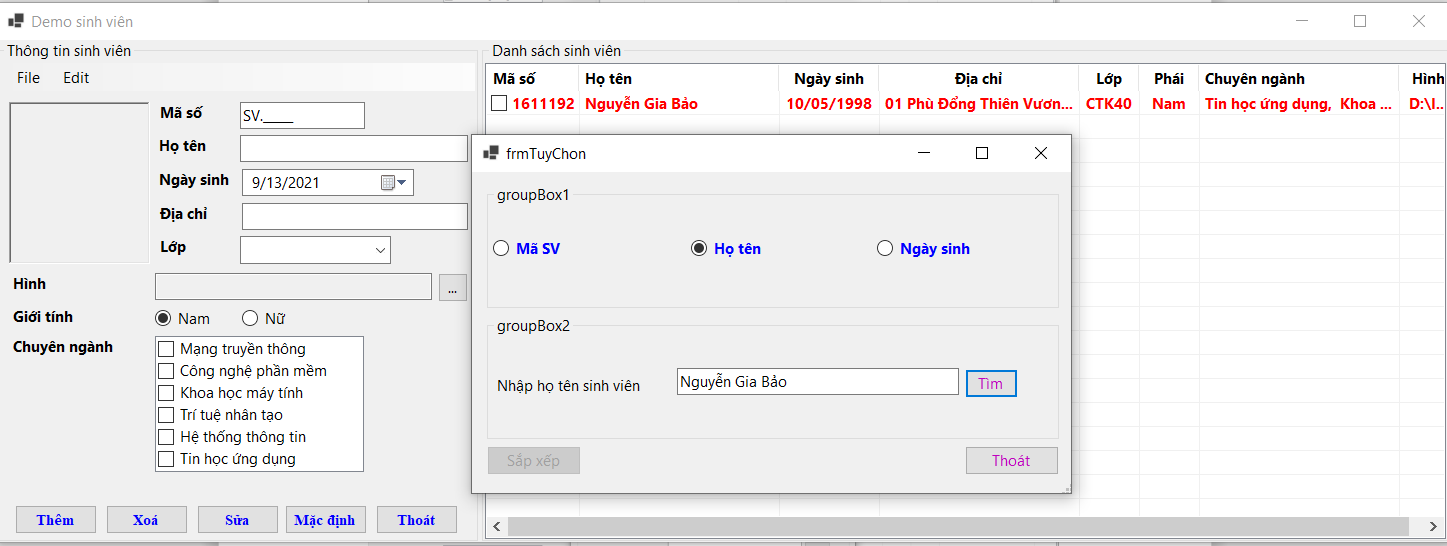 Demo sinh viên
Thông tin sinh viên
File Edit
Mã số SV.____
Họ tên
Ngày sinh 9/13/2021
Địa chỉ
Lớp
Hình ...
Giới tính Nam Nữ
Chuyên ngành
Mạng truyền thông
Công nghệ phần mềm
Khoa học máy tính
Trí tuệ nhân tạo
Hệ thống thông tin
Tin học ứng dụng
Thêm Xoá Sửa Mặc định Thoát
Danh sách sinh viên
Mã số Họ tên Ngày sinh Địa chỉ Lớp Phái Chuyên ngành Hình
1611192 Nguyễn Gia Bảo 10/05/1998 01 Phù Đổng Thiên Vươn... CTK40 Nam Tin học ứng dụng, Khoa ... D:\I...
frmTuyChon
groupBox1
Mã SV Họ tên Ngày sinh
groupBox2
Nhập họ tên sinh viên Nguyễn Gia Bảo Tìm
Sắp xếp Thoát